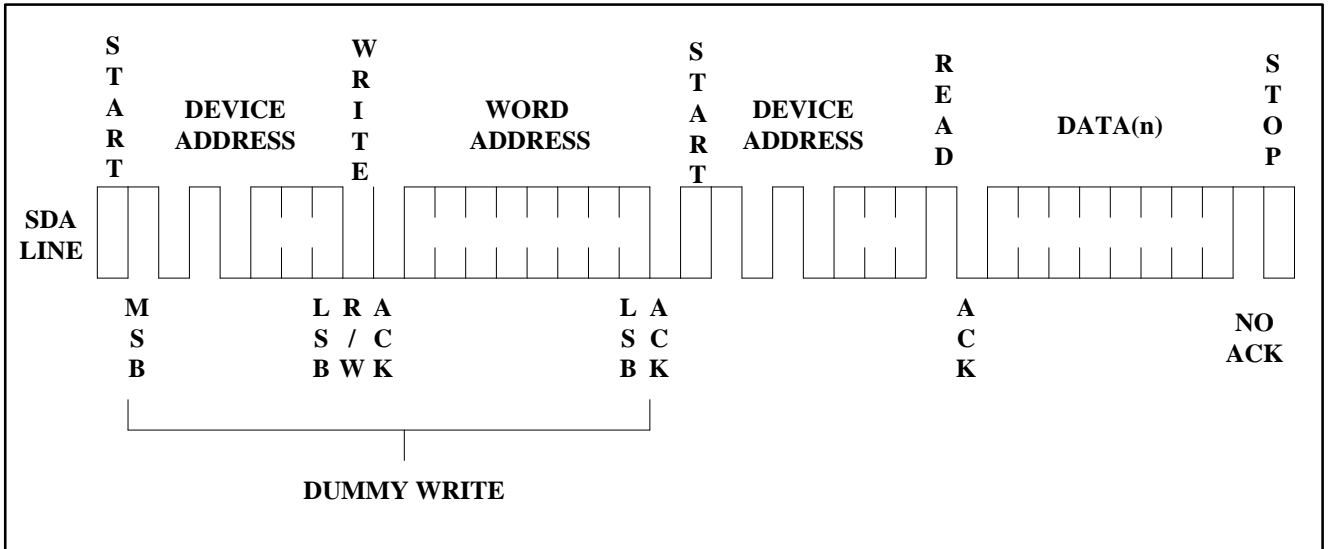 START
WRITE
START
READ
STOP
DEVICE
ADDRESS
WORD
ADDRESS
DEVICE
ADDRESS
DATA(n)
SDA
LINE
MSB
LSB
R/W
ACK
LSB
ACK
ACK
NO
ACK
DUMMY WRITE